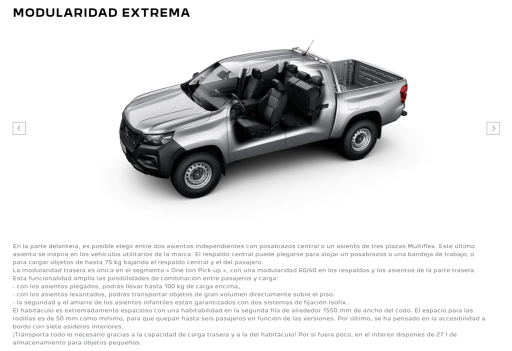 MODULARIDAD EXTREMA
En la parte delantera, es posible elegir entre dos asientos independientes con posabrazos central o un asiento de tres plazas Multiflex. Este último
asiento se inspira en los vehículos utilitarios de la marca. El respaldo central puede plegarse para alojar un posabrazos o una bandeja de trabajo, o
para cargar objetos de hasta 75 kg bajando el respaldo central y el del pasajero.
La modularidad trasera es única en el segmento « One ton Pick-up », con una modularidad 60/40 en los respaldos y los asientos de la parte trasera.
Esta funcionalidad amplía las posibilidades de combinación entre pasajeros y carga:
- con los asientos plegados, podrás llevar hasta 100 kg de carga encima,
- con los asientos levantados, podrás transportar objetos de gran volumen directamente sobre el piso.
- la seguridad y el amarre de los asientos infantiles están garantizados con dos sistemas de fijación Isofix.
El habitáculo es extremadamente espacioso con una habitabilidad en la segunda fila de alrededor 1550 mm de ancho del codo. El espacio para las
rodillas es de 50 mm como mínimo, para que quepan hasta seis pasajeros en función de las versiones. Por último, se ha pensado en la accesibilidad a
bordo con siete asideros interiores.
¡Transporta todo lo necesario gracias a la capacidad de carga trasera y a la del habitáculo! Por si fuera poco, en el interior dispones de 27 l de
almacenamiento para objetos pequeños.